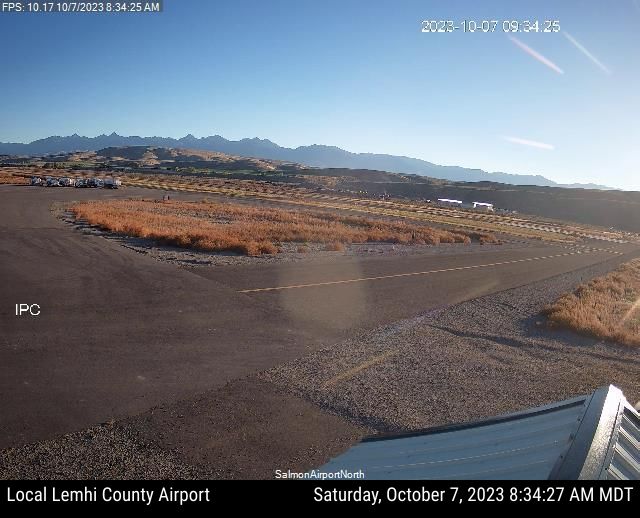 FPS: 10.17 10/7/2023 8:34:25 AM
2023-10-07 09:34:25
IPC
SalmonAirportNorth
Local Lemhi County Airport
Saturday, October 7, 2023 8:34:27 AM MDT